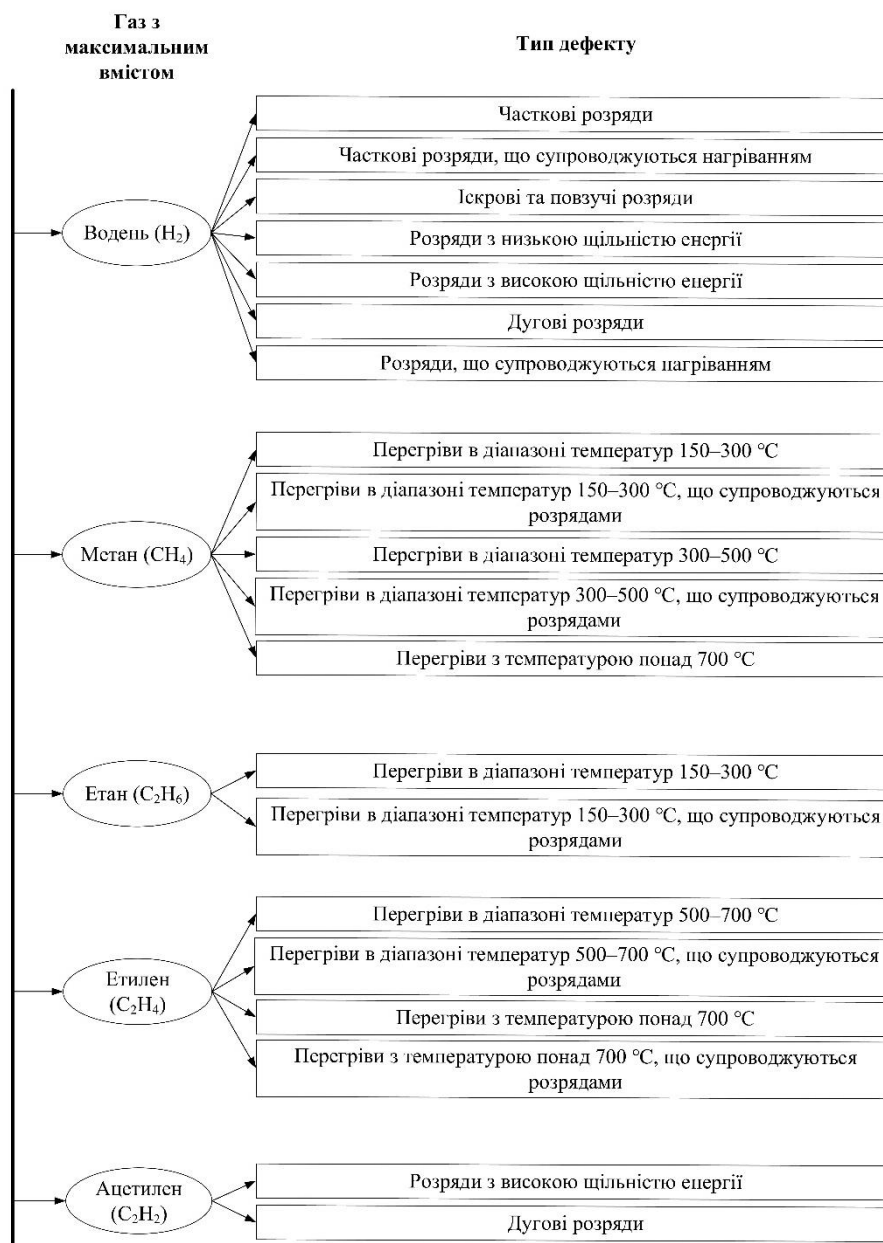 Газ з
максимальним
вмістом
Тип дефекту
Водень (H₂)
Часткові розряди
Часткові розряди, що супроводжуються нагріванням
Іскрові та повзучі розряди
Розряди з низькою щільністю енергії
Розряди з високою щільністю енергії
Дугові розряди
Розряди, що супроводжуються нагріванням
Метан (CH₄)
Перегріви в діапазоні температур 150–300 °C
Перегріви в діапазоні температур 150–300 °C, що супроводжуються
розрядами
Перегріви в діапазоні температур 300–500 °C
Перегріви в діапазоні температур 300–500 °C, що супроводжуються
розрядами
Перегріви з температурою понад 700 °C
Етан (C₂H₆)
Перегріви в діапазоні температур 150–300 °C
Перегріви в діапазоні температур 150–300 °C, що супроводжуються
розрядами
Етилен
(C₂H₄)
Перегріви в діапазоні температур 500–700 °C
Перегріви в діапазоні температур 500–700 °C, що супроводжуються
розрядами
Перегріви з температурою понад 700 °C
Перегріви з температурою понад 700 °C, що супроводжуються
розрядами
Ацетилен
(C₂H₂)
Розряди з високою щільністю енергії
Дугові розряди